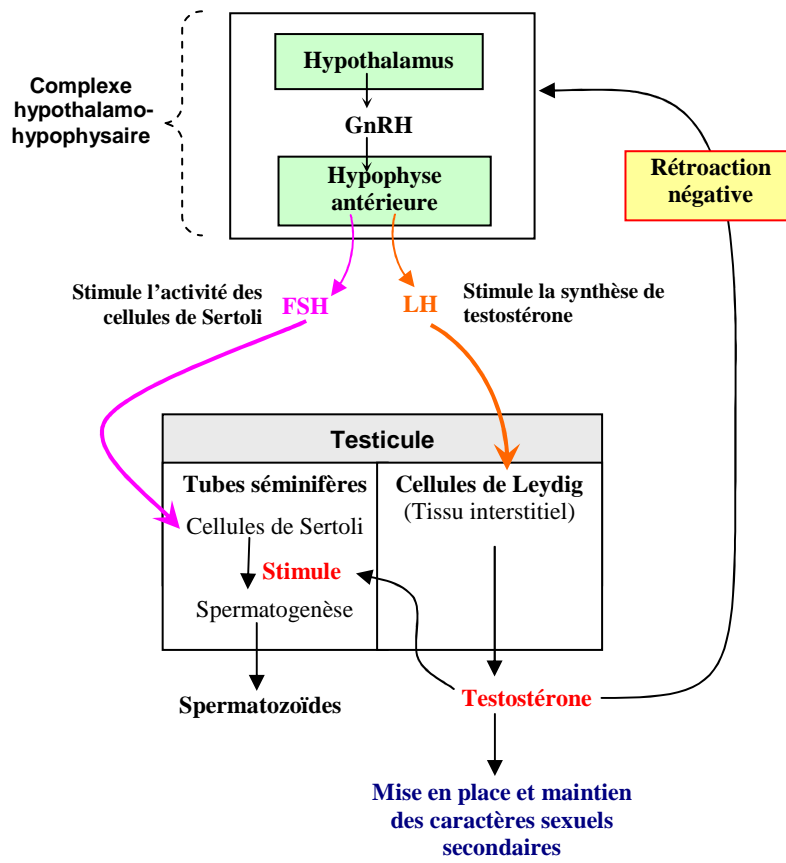 Hypothalamus
Complexe
hypothalamo-
hypophysaire
GnRH
Hypophyse
antérieure
Rétroaction
négative
Stimule l’activité des
cellules de Sertoli
FSH
LH
Stimule la synthèse de
testostérone
Testicule
Tubes séminifères
Cellules de Sertoli
Stimule
Spermatogenèse
Cellules de Leydig
(Tissu interstitiel)
Spermatozoïdes
Testostérone
Mise en place et maintien
des caractères sexuels
secondaires